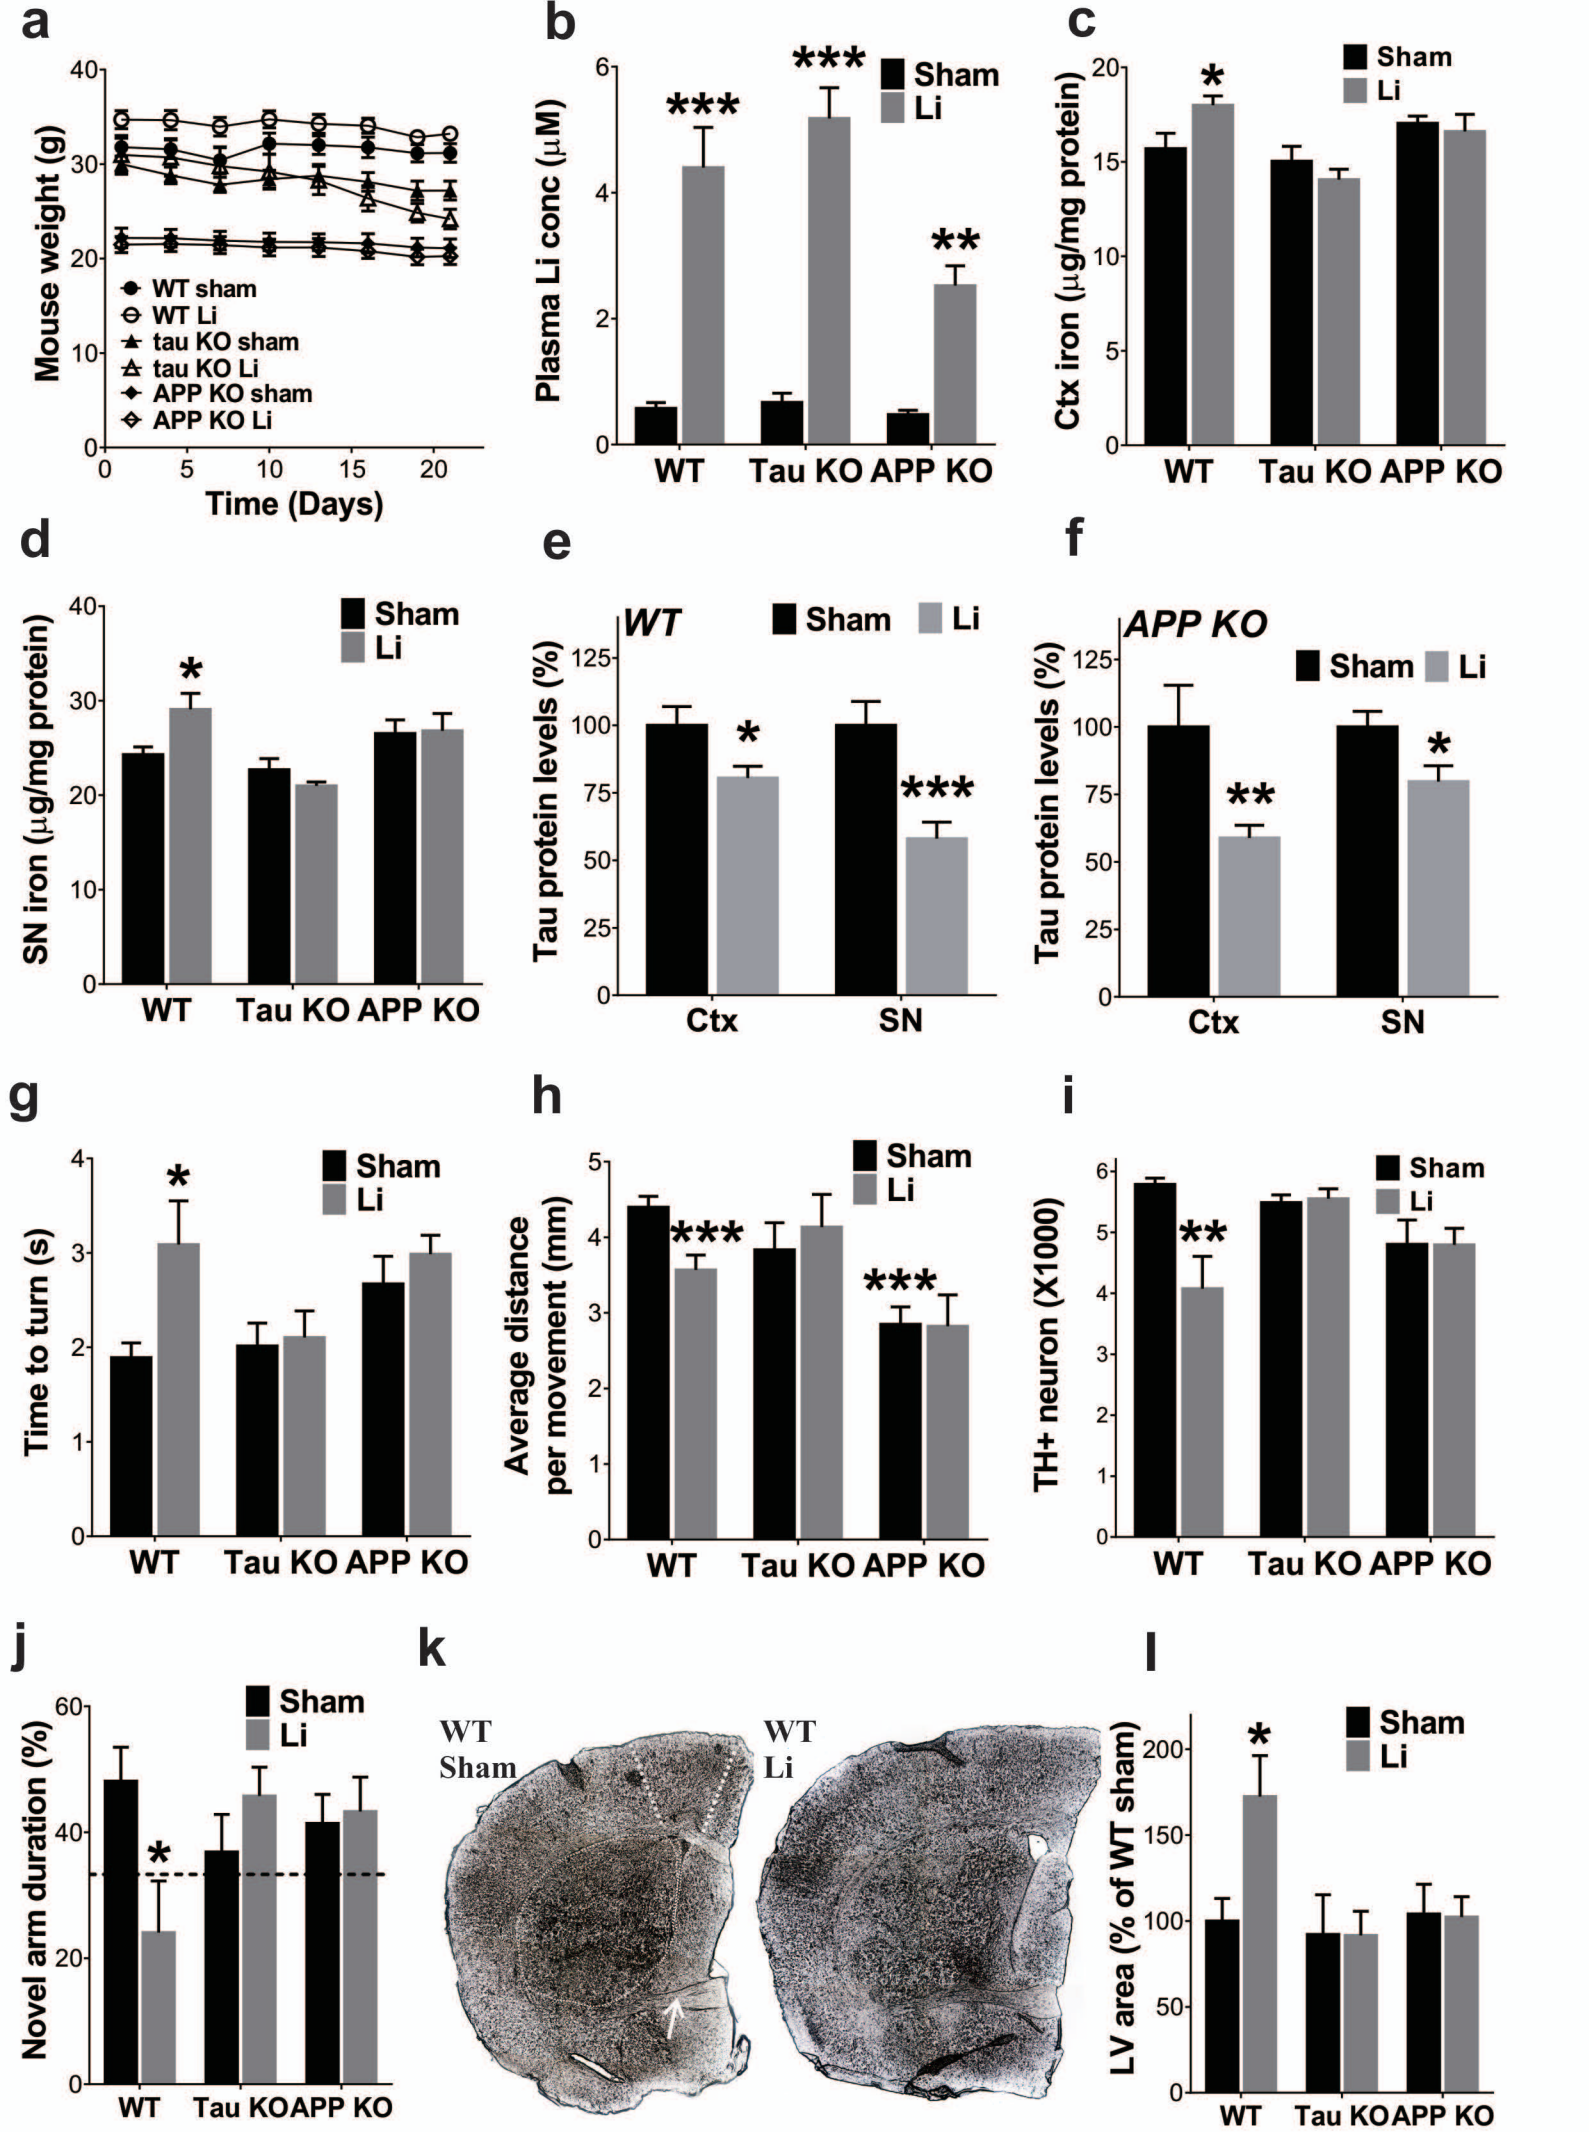 a
Mouse weight (g)
40
30
20
10
0
WT sham
WT Li
tau KO sham
tau KO Li
APP KO sham
APP KO Li
0 5 10 15 20
Time (Days)
b
Plasma Li conc (μM)
6
4
2
0
Sham
Li
***
***
**
WT Tau KO APP KO
c
Ctx iron (μg/mg protein)
20
15
10
5
0
Sham
Li
*
WT Tau KO APP KO
d
SN iron (μg/mg protein)
40
30
20
10
0
Sham
Li
*
WT Tau KO APP KO
e
WT
Sham Li
Tau protein levels (%)
125
100
75
50
25
0
*
***
Ctx SN
f
APP KO
Sham Li
Tau protein levels (%)
125
100
75
50
25
0
**
*
Ctx SN
g
Time to turn (s)
4
3
2
1
0
Sham
Li
*
WT Tau KO APP KO
h
Average distance
per movement (mm)
5
4
3
2
1
0
Sham
Li
***
***
WT Tau KO APP KO
i
TH+ neuron (X1000)
6
5
4
3
2
1
0
Sham
Li
**
WT Tau KO APP KO
j
Novel arm duration (%)
60
40
20
0
Sham
Li
*
WT Tau KO APP KO
k
WT
Sham
WT
Li
l
LV area (% of WT sham)
200
150
100
50
0
Sham
Li
*
WT Tau KO APP KO